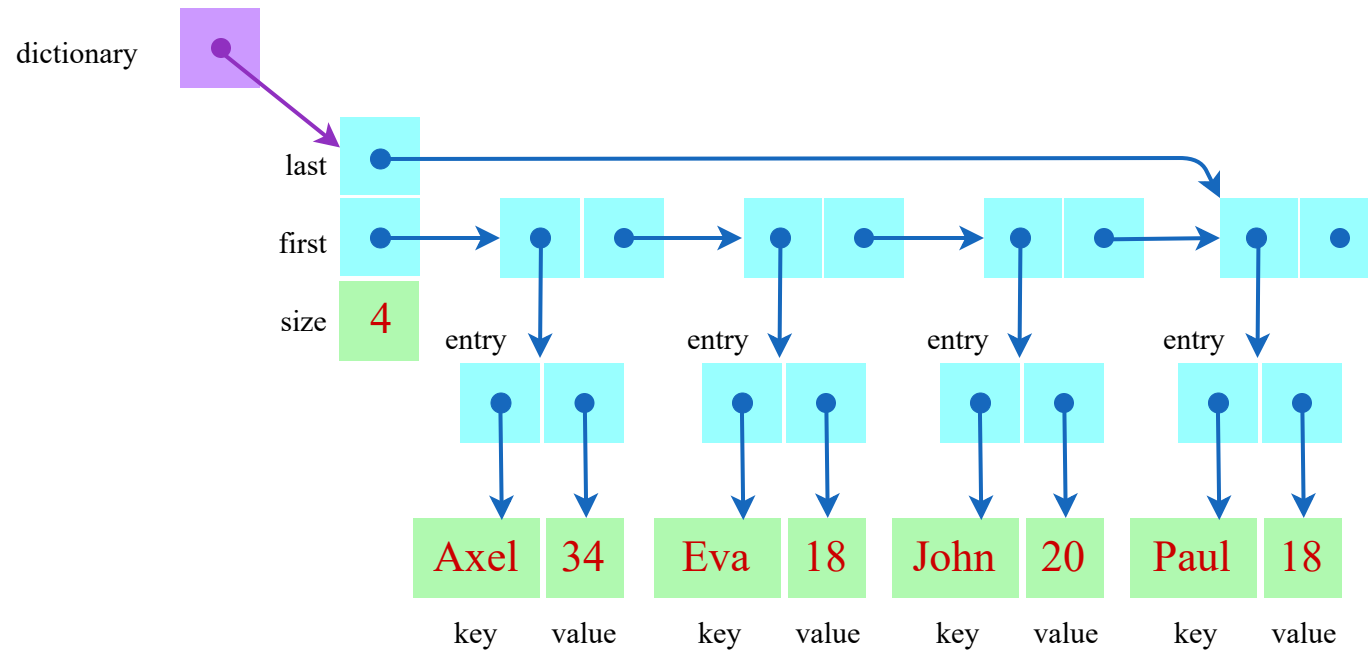 dictionary
last
first
size 4
entry entry entry entry
Axel 34 Eva 18 John 20 Paul 18
key value key value key value key value